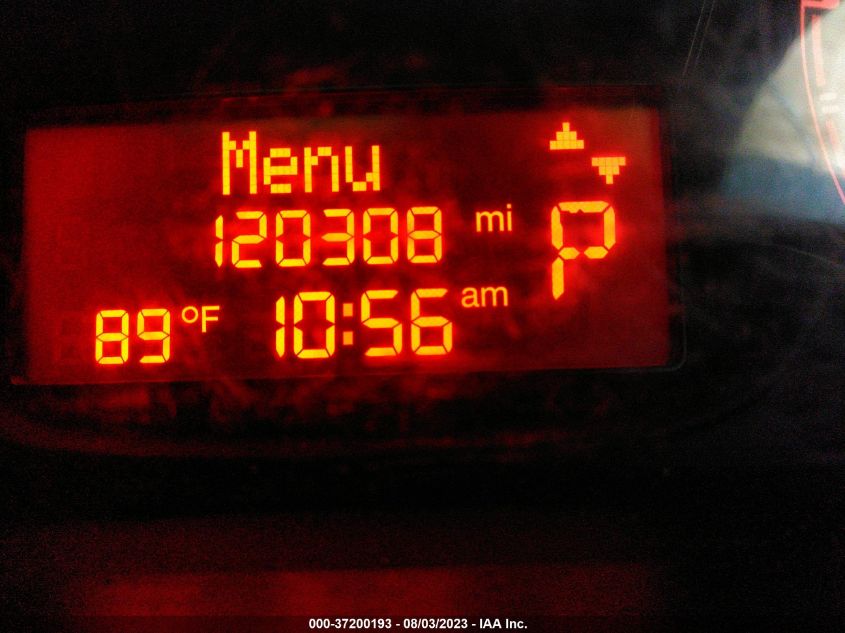 Menu
120308 mi P
89 °F 10:56 am
000-37200193 - 08/03/2023 - IAA Inc.